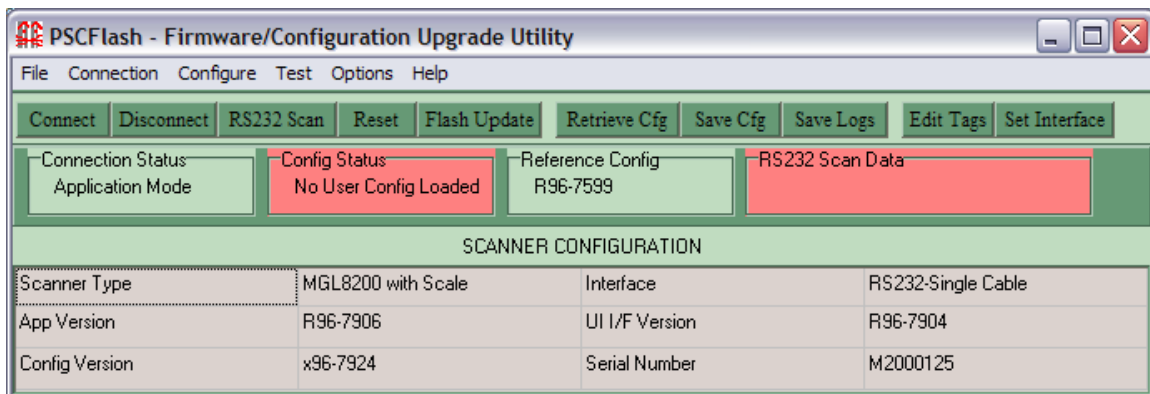 PSCFlash - Firmware/Configuration Upgrade Utility
File Connection Configure Test Options Help
Connect Disconnect RS232 Scan Reset Flash Update Retrieve Cfg Save Cfg Save Logs Edit Tags Set Interface
Connection Status Config Status Reference Config RS232 Scan Data
Application Mode No User Config Loaded R96-7599
SCANNER CONFIGURATION
Scanner Type MGL8200 with Scale Interface RS232-Single Cable
App Version R96-7906 UI I/F Version R96-7904
Config Version x96-7924 Serial Number M2000125